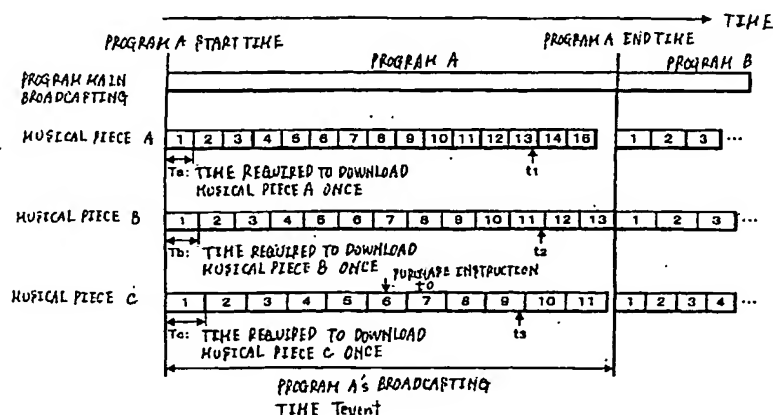 TIME
PROGRAM A START TIME
PROGRAM A END TIME
PROGRAM A
PROGRAM B
PROGRAM MAIN
BROADCASTING
MUSICAL PIECE A
1 2 3 4 5 6 7 8 9 10 11 12 13 14 15
1 2 3 ...
Ta: TIME REQUIRED TO DOWNLOAD
MUSICAL PIECE A ONCE
t1
MUSICAL PIECE B
1 2 3 4 5 6 7 8 9 10 11 12 13 1 2 3 ...
Tb: TIME REQUIRED TO DOWNLOAD
MUSICAL PIECE B ONCE
t2
PURCHASE INSTRUCTION
t0
MUSICAL PIECE C
1 2 3 4 5 6 7 8 9 10 11 1 2 3 4 ...
Tc: TIME REQUIRED TO DOWNLOAD
MUSICAL PIECE C ONCE
t3
PROGRAM A's BROADCASTING
TIME Tevent